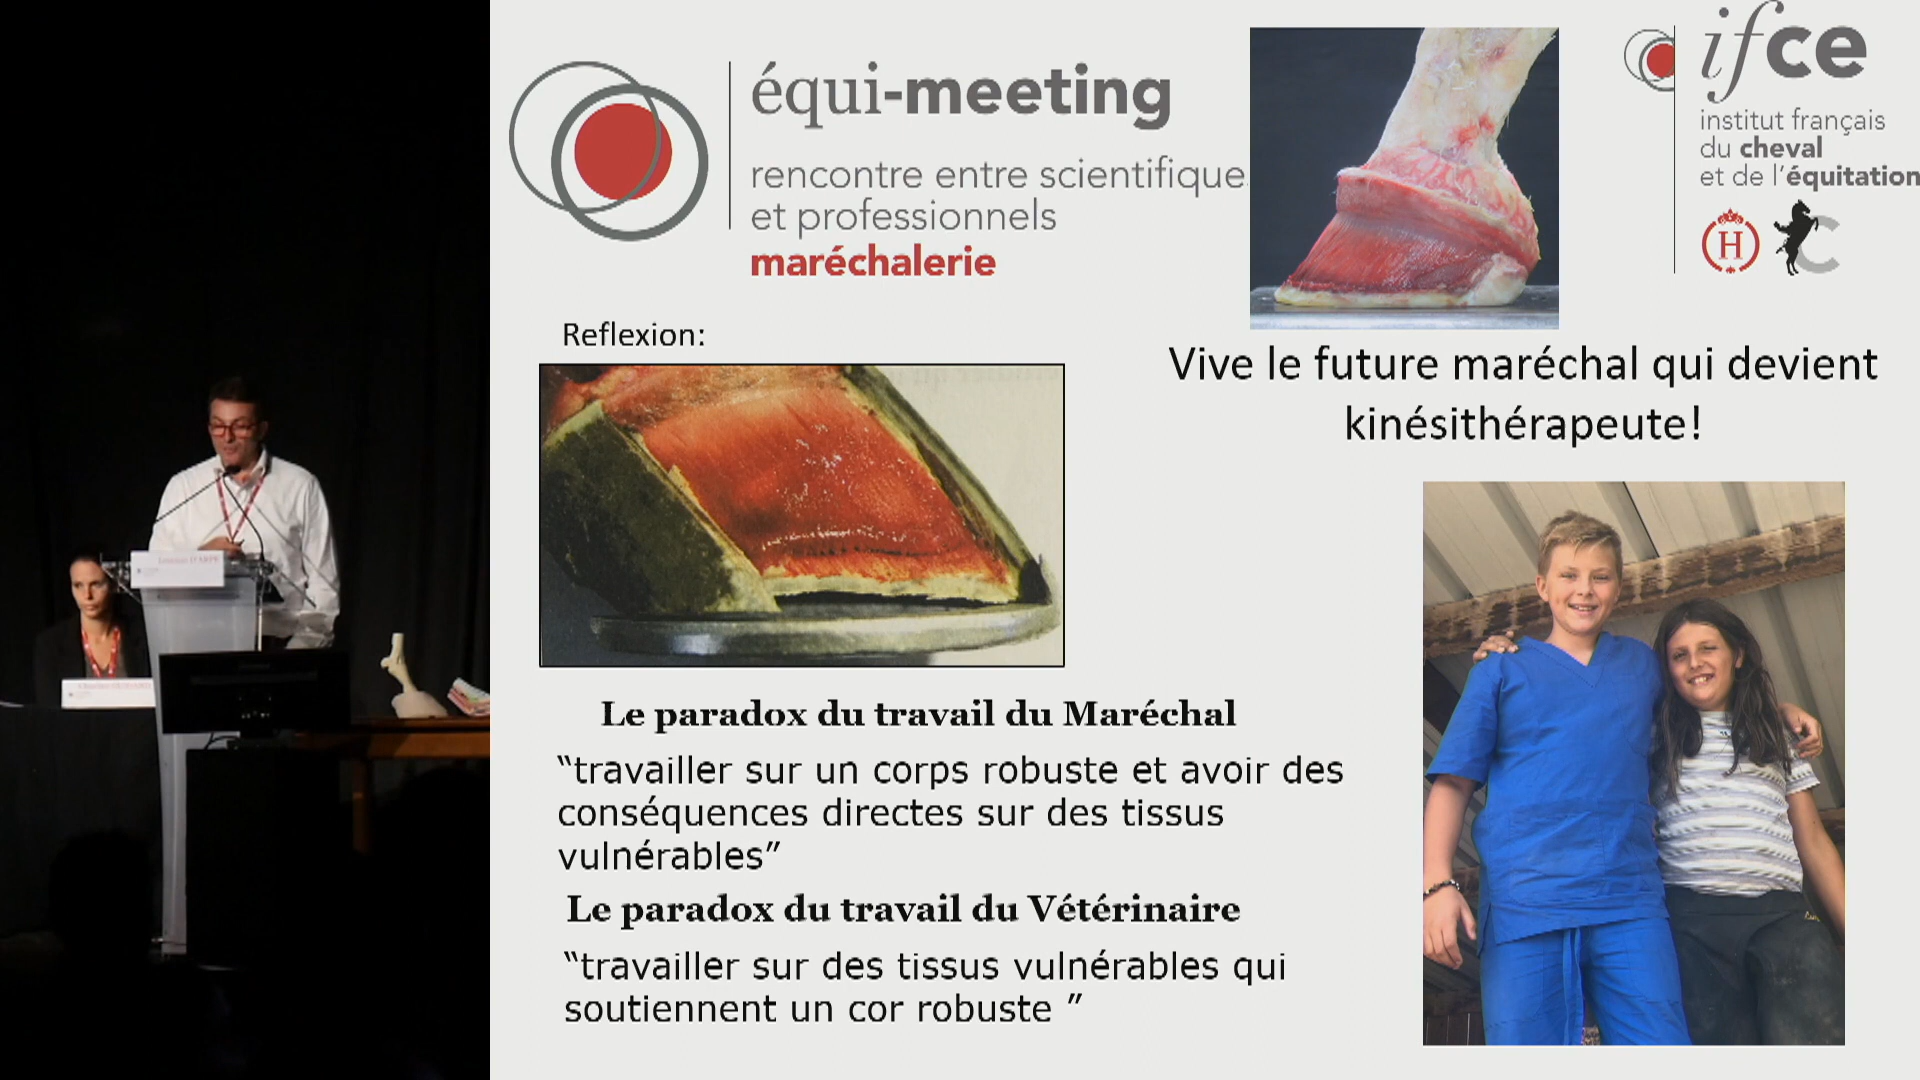 équi-meeting
rencontre entre scientifique
et professionnels
maréchalerie
ifce
institut français
du cheval
et de l'équitation
H
C
Reflexion:
Vive le future maréchal qui devient
kinésithérapeute!
Le paradox du travail du Maréchal
“travailler sur un corps robuste et avoir des
conséquences directes sur des tissus
vulnérables”
Le paradox du travail du Vétérinaire
“travailler sur des tissus vulnérables qui
soutiennent un cor robuste ”